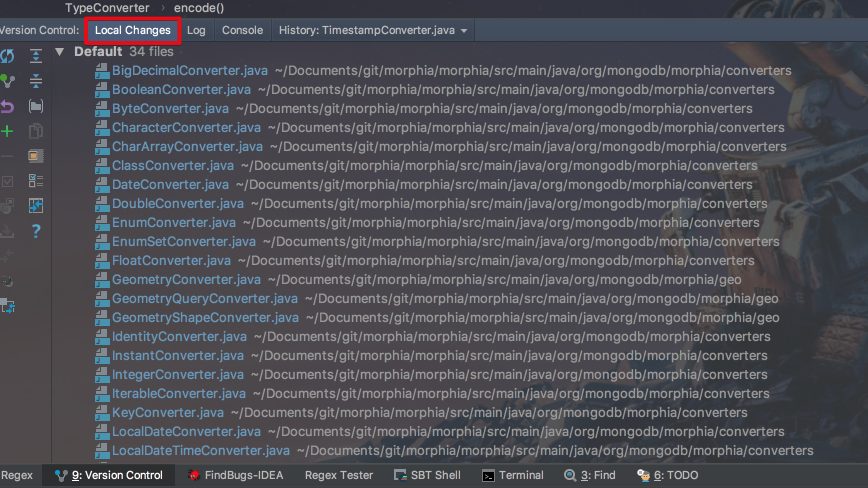 TypeConverter › encode()
Version Control: Local Changes Log Console History: TimestampConverter.java
Default 34 files
BigDecimalConverter.java ~/Documents/git/morphia/morphia/src/main/java/org/mongodb/morphia/converters
BooleanConverter.java ~/Documents/git/morphia/morphia/src/main/java/org/mongodb/morphia/converters
ByteConverter.java ~/Documents/git/morphia/morphia/src/main/java/org/mongodb/morphia/converters
CharacterConverter.java ~/Documents/git/morphia/morphia/src/main/java/org/mongodb/morphia/converters
CharArrayConverter.java ~/Documents/git/morphia/morphia/src/main/java/org/mongodb/morphia/converters
ClassConverter.java ~/Documents/git/morphia/morphia/src/main/java/org/mongodb/morphia/converters
DateConverter.java ~/Documents/git/morphia/morphia/src/main/java/org/mongodb/morphia/converters
DoubleConverter.java ~/Documents/git/morphia/morphia/src/main/java/org/mongodb/morphia/converters
EnumConverter.java ~/Documents/git/morphia/morphia/src/main/java/org/mongodb/morphia/converters
EnumSetConverter.java ~/Documents/git/morphia/morphia/src/main/java/org/mongodb/morphia/converters
FloatConverter.java ~/Documents/git/morphia/morphia/src/main/java/org/mongodb/morphia/converters
GeometryConverter.java ~/Documents/git/morphia/morphia/src/main/java/org/mongodb/morphia/geo
GeometryQueryConverter.java ~/Documents/git/morphia/morphia/src/main/java/org/mongodb/morphia/geo
GeometryShapeConverter.java ~/Documents/git/morphia/morphia/src/main/java/org/mongodb/morphia/geo
IdentityConverter.java ~/Documents/git/morphia/morphia/src/main/java/org/mongodb/morphia/converters
InstantConverter.java ~/Documents/git/morphia/morphia/src/main/java/org/mongodb/morphia/converters
IntegerConverter.java ~/Documents/git/morphia/morphia/src/main/java/org/mongodb/morphia/converters
IterableConverter.java ~/Documents/git/morphia/morphia/src/main/java/org/mongodb/morphia/converters
KeyConverter.java ~/Documents/git/morphia/morphia/src/main/java/org/mongodb/morphia/converters
LocalDateConverter.java ~/Documents/git/morphia/morphia/src/main/java/org/mongodb/morphia/converters
LocalDateTimeConverter.java ~/Documents/git/morphia/morphia/src/main/java/org/mongodb/morphia/converters
Regex 9: Version Control FindBugs-IDEA Regex Tester SBT Shell Terminal 3: Find 6: TODO